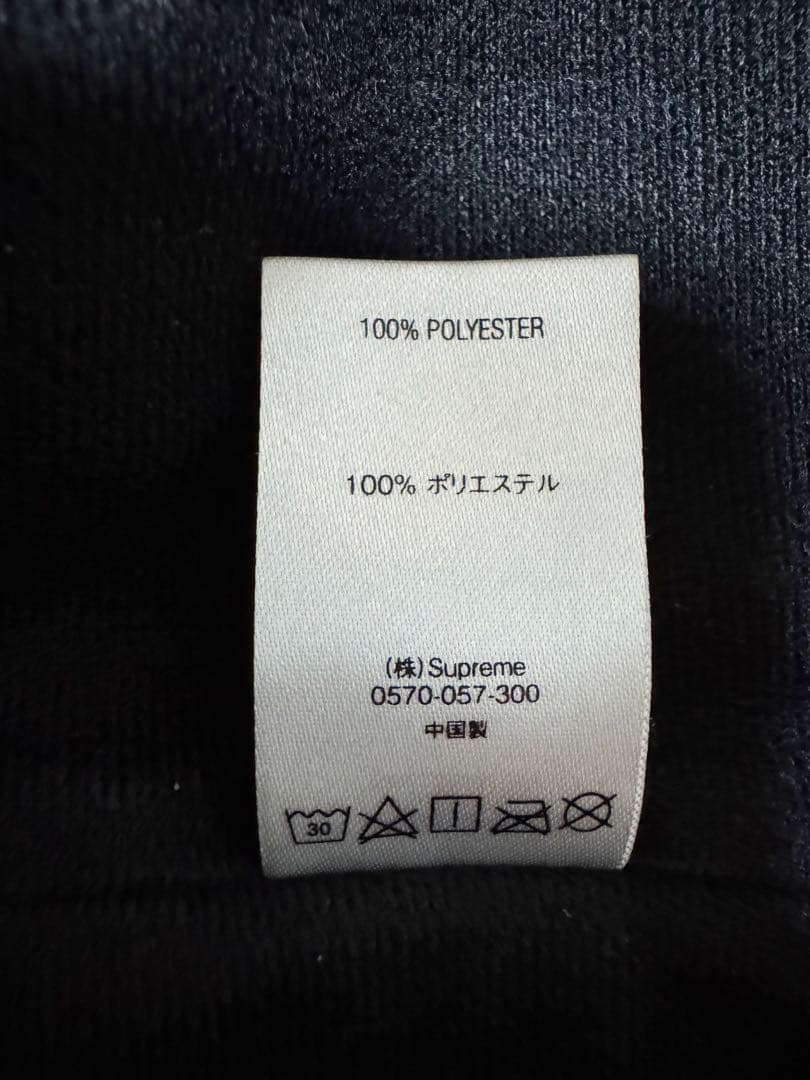 100% POLYESTER
100% ポリエステル
(株)Supreme
0570-057-300
中国製
30